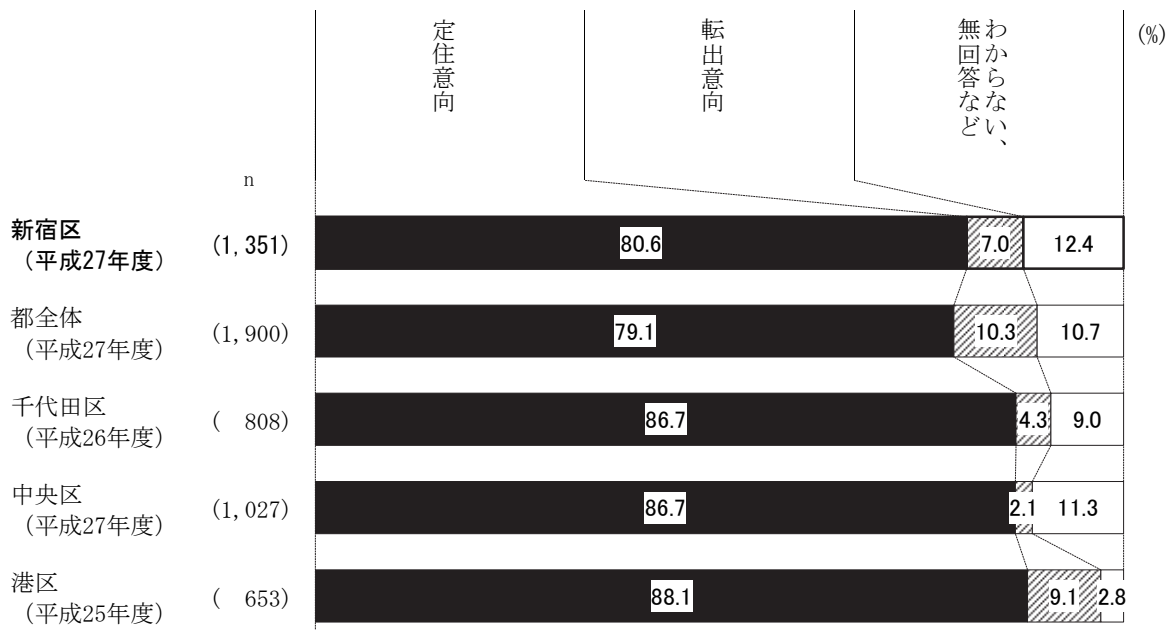 定住意向
転出意向
わからない、
無回答など
(%)
n
新宿区
(平成27年度)
(1,351)
80.6
7.0
12.4
都全体
(平成27年度)
(1,900)
79.1
10.3
10.7
千代田区
(平成26年度)
( 808)
86.7
4.3
9.0
中央区
(平成27年度)
(1,027)
86.7
2.1
11.3
港区
(平成25年度)
( 653)
88.1
9.1
2.8